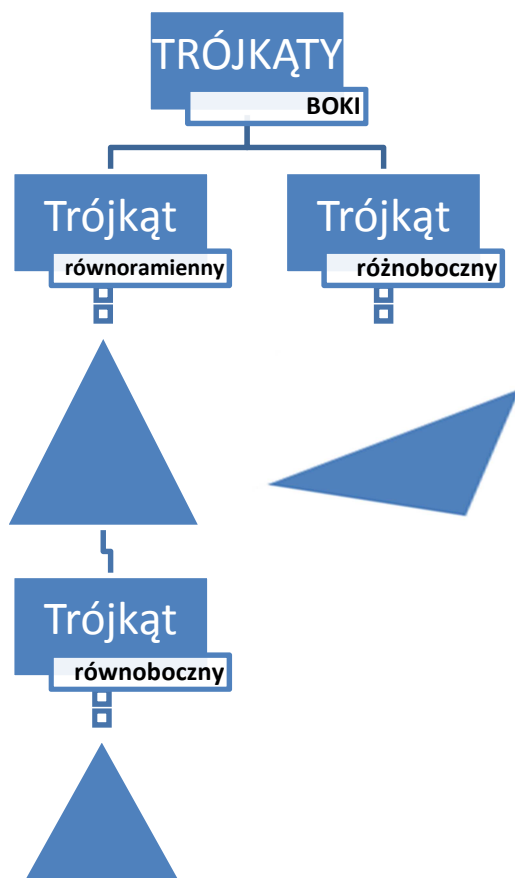 TRÓJKĄTY
BOKI
Trójkąt
równoramienny
Trójkąt
różnoboczny
Trójkąt
równoboczny